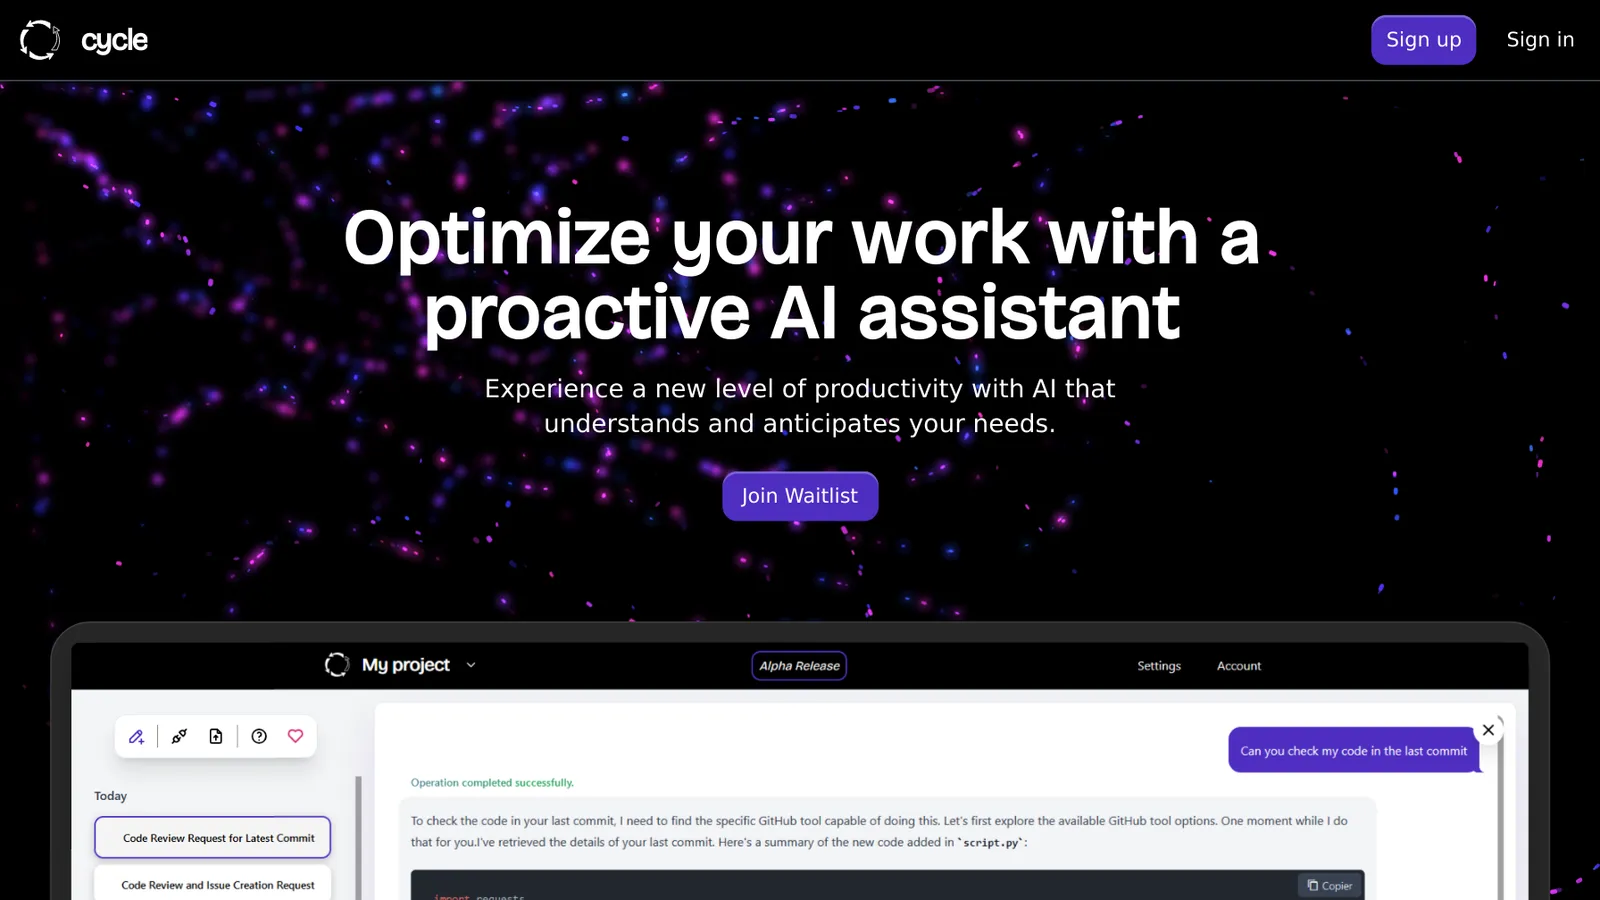 cycle
Sign up
Sign in
Optimize your work with a
proactive AI assistant
Experience a new level of productivity with AI that
understands and anticipates your needs.
Join Waitlist
My project
Alpha Release
Settings
Account
Can you check my code in the last commit
Operation completed successfully.
Today
To check the code in your last commit, I need to find the specific GitHub tool capable of doing this. Let's first explore the available GitHub tool options. One moment while I do
that for you.I've retrieved the details of your last commit. Here's a summary of the new code added in `script.py`:
Code Review Request for Latest Commit
Code Review and Issue Creation Request
Copier
import requests